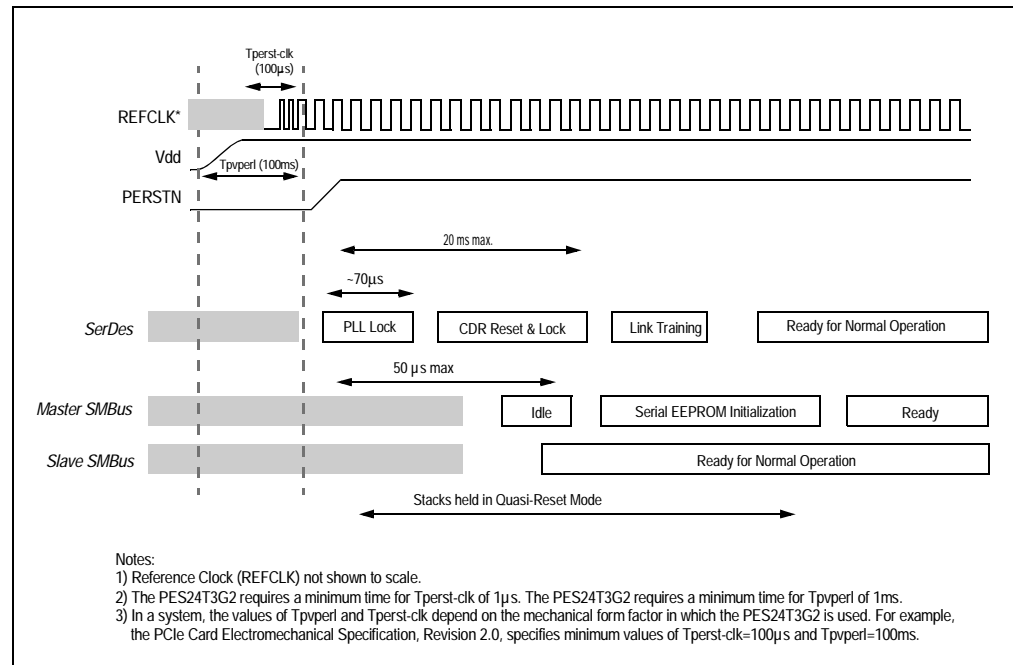 Tperst-clk
(100µs)
REFCLK*
Vdd
Tpvperl (100ms)
PERSTN
20 ms max.
~70µs
SerDes
PLL Lock
CDR Reset & Lock
Link Training
Ready for Normal Operation
50 µs max
Master SMBus
Idle
Serial EEPROM Initialization
Ready
Slave SMBus
Ready for Normal Operation
Stacks held in Quasi-Reset Mode
Notes:
1) Reference Clock (REFCLK) not shown to scale.
2) The PES24T3G2 requires a minimum time for Tperst-clk of 1µs. The PES24T3G2 requires a minimum time for Tpvperl of 1ms.
3) In a system, the values of Tpvperl and Tperst-clk depend on the mechanical form factor in which the PES24T3G2 is used. For example,
the PCIe Card Electromechanical Specification, Revision 2.0, specifies minimum values of Tperst-clk=100µs and Tpvperl=100ms.